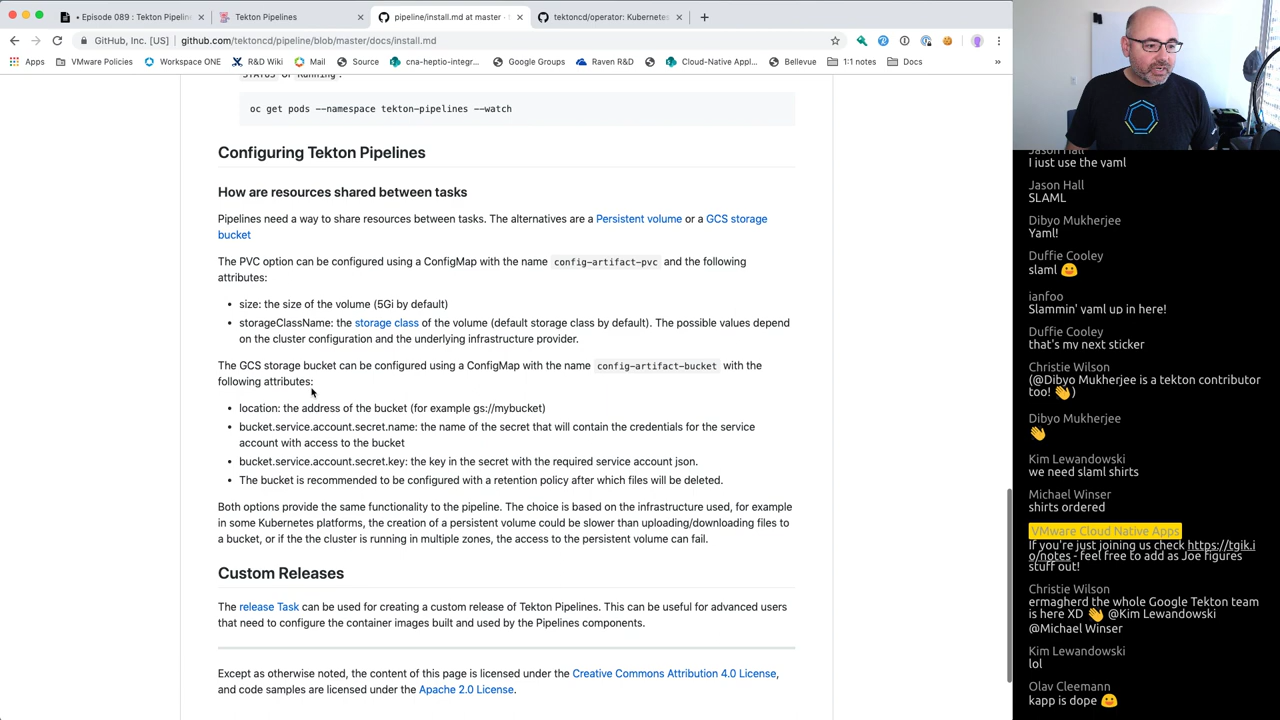 • Episode 089 : Tekton Pipelin
Tekton Pipelines
pipeline/install.md at master ·
tektoncd/operator: Kubernetes
GitHub, Inc. [US]
github.com/tektoncd/pipeline/blob/master/docs/install.md
Apps
VMware Policies
Workspace ONE
R&D Wiki
Mail
Source
cna-heptio-integr...
Google Groups
Raven R&D
Cloud-Native Appl...
Bellevue
1:1 notes
Docs
»
STATUS of Running :
oc get pods --namespace tekton-pipelines --watch
Configuring Tekton Pipelines
How are resources shared between tasks
Pipelines need a way to share resources between tasks. The alternatives are a Persistent volume or a GCS storage
bucket
The PVC option can be configured using a ConfigMap with the name config-artifact-pvc and the following
attributes:
• size: the size of the volume (5Gi by default)
• storageClassName: the storage class of the volume (default storage class by default). The possible values depend
on the cluster configuration and the underlying infrastructure provider.
The GCS storage bucket can be configured using a ConfigMap with the name config-artifact-bucket with the
following attributes:
• location: the address of the bucket (for example gs://mybucket)
• bucket.service.account.secret.name: the name of the secret that will contain the credentials for the service
account with access to the bucket
• bucket.service.account.secret.key: the key in the secret with the required service account json.
• The bucket is recommended to be configured with a retention policy after which files will be deleted.
Both options provide the same functionality to the pipeline. The choice is based on the infrastructure used, for example
in some Kubernetes platforms, the creation of a persistent volume could be slower than uploading/downloading files to
a bucket, or if the the cluster is running in multiple zones, the access to the persistent volume can fail.
Custom Releases
The release Task can be used for creating a custom release of Tekton Pipelines. This can be useful for advanced users
that need to configure the container images built and used by the Pipelines components.
Except as otherwise noted, the content of this page is licensed under the Creative Commons Attribution 4.0 License,
and code samples are licensed under the Apache 2.0 License.
Jason Hall
I just use the yaml
Jason Hall
SLAML
Dibyo Mukherjee
Yaml!
Duffie Cooley
slaml 😛
ianfoo
Slammin' yaml up in here!
Duffie Cooley
that's my next sticker
Christie Wilson
(@Dibyo Mukherjee is a tekton contributor
too! 👋)
Dibyo Mukherjee
👋
Kim Lewandowski
we need slaml shirts
Michael Winser
shirts ordered
VMware Cloud Native Apps
If you're just joining us check https://tgik.i
o/notes - feel free to add as Joe figures
stuff out!
Christie Wilson
ermagherd the whole Google Tekton team
is here XD 👋 @Kim Lewandowski
@Michael Winser
Kim Lewandowski
lol
Olav Cleemann
kapp is dope 😛